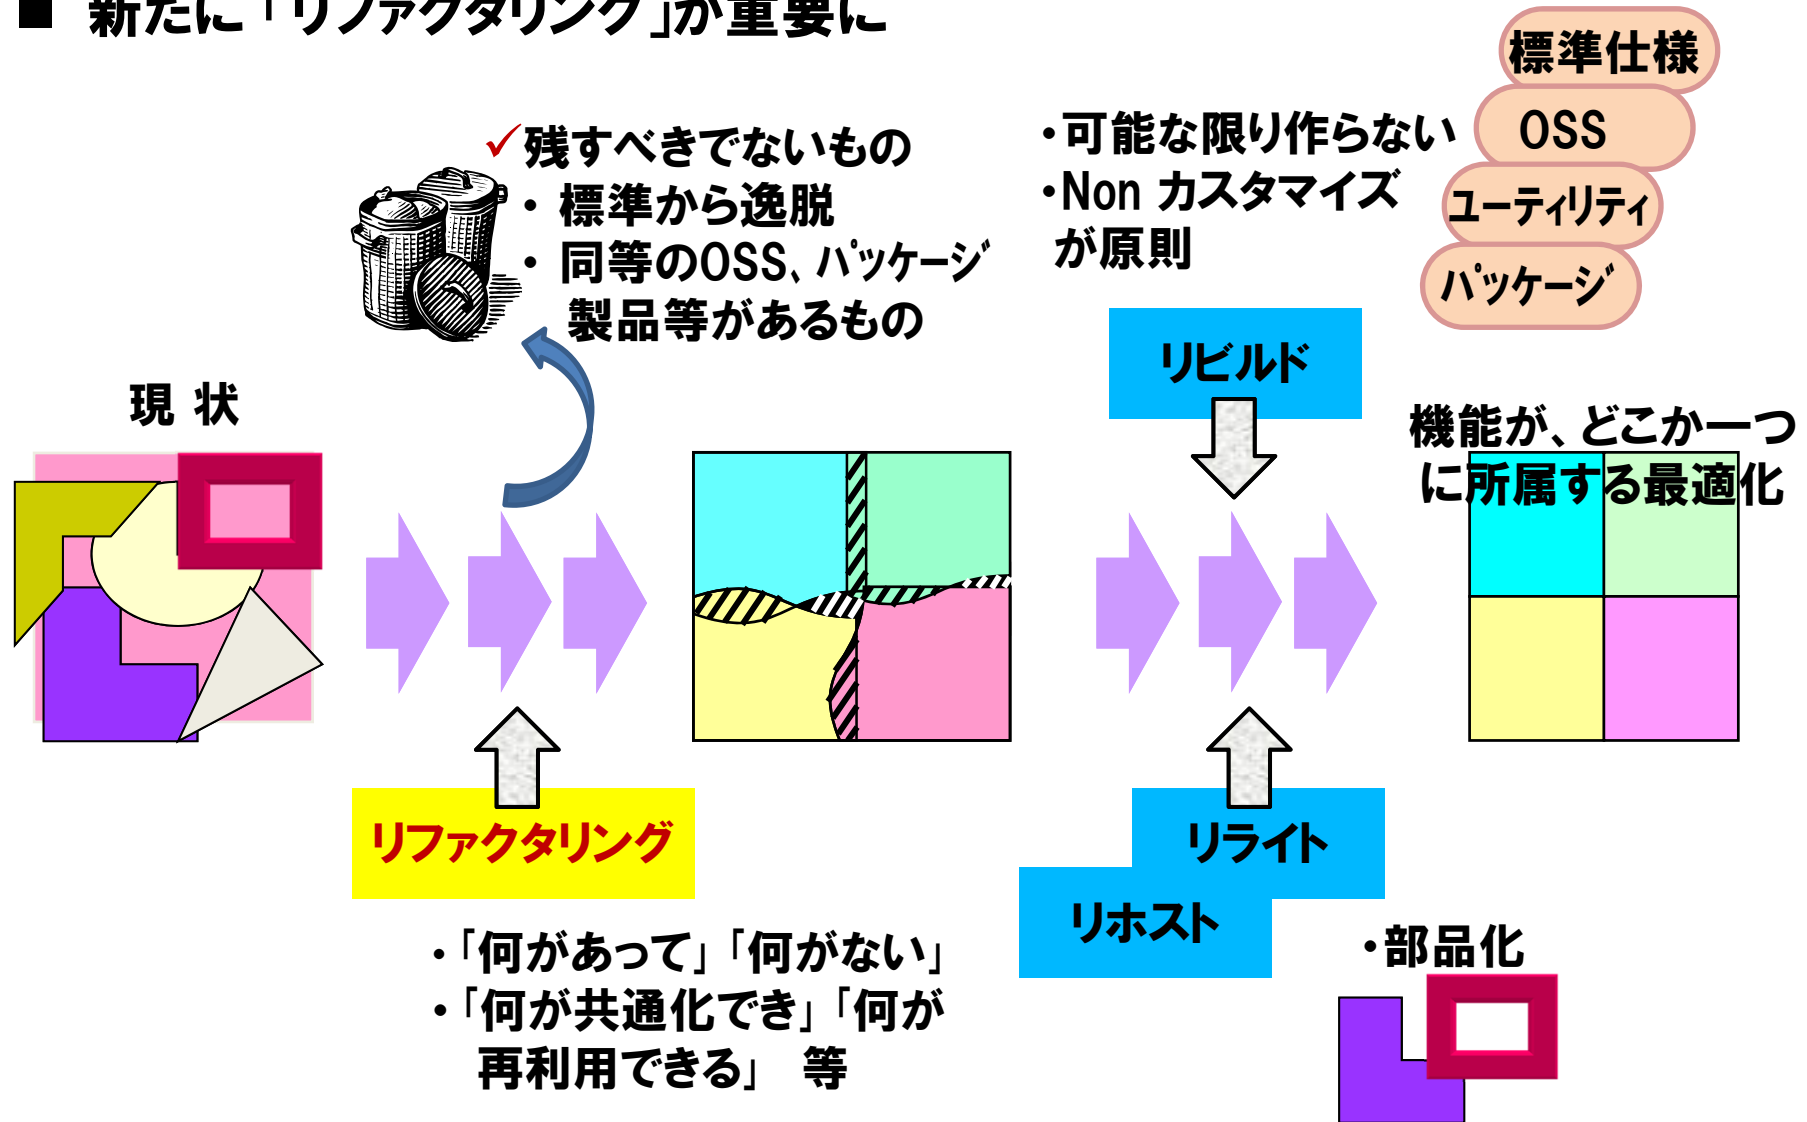 ■ 新たに「リファクタリング」が重要に
✓残すべきでないもの
・ 標準から逸脱
・ 同等のOSS、パッケージ
製品等があるもの
・可能な限り作らない
・Non カスタマイズ
が原則
標準仕様
OSS
ユーティリティ
パッケージ
リビルド
現 状
機能が、どこか一つ
に所属する最適化
リファクタリング
リライト
リホスト
・「何があって」「何がない」
・「何が共通化でき」「何が
再利用できる」 等
・部品化